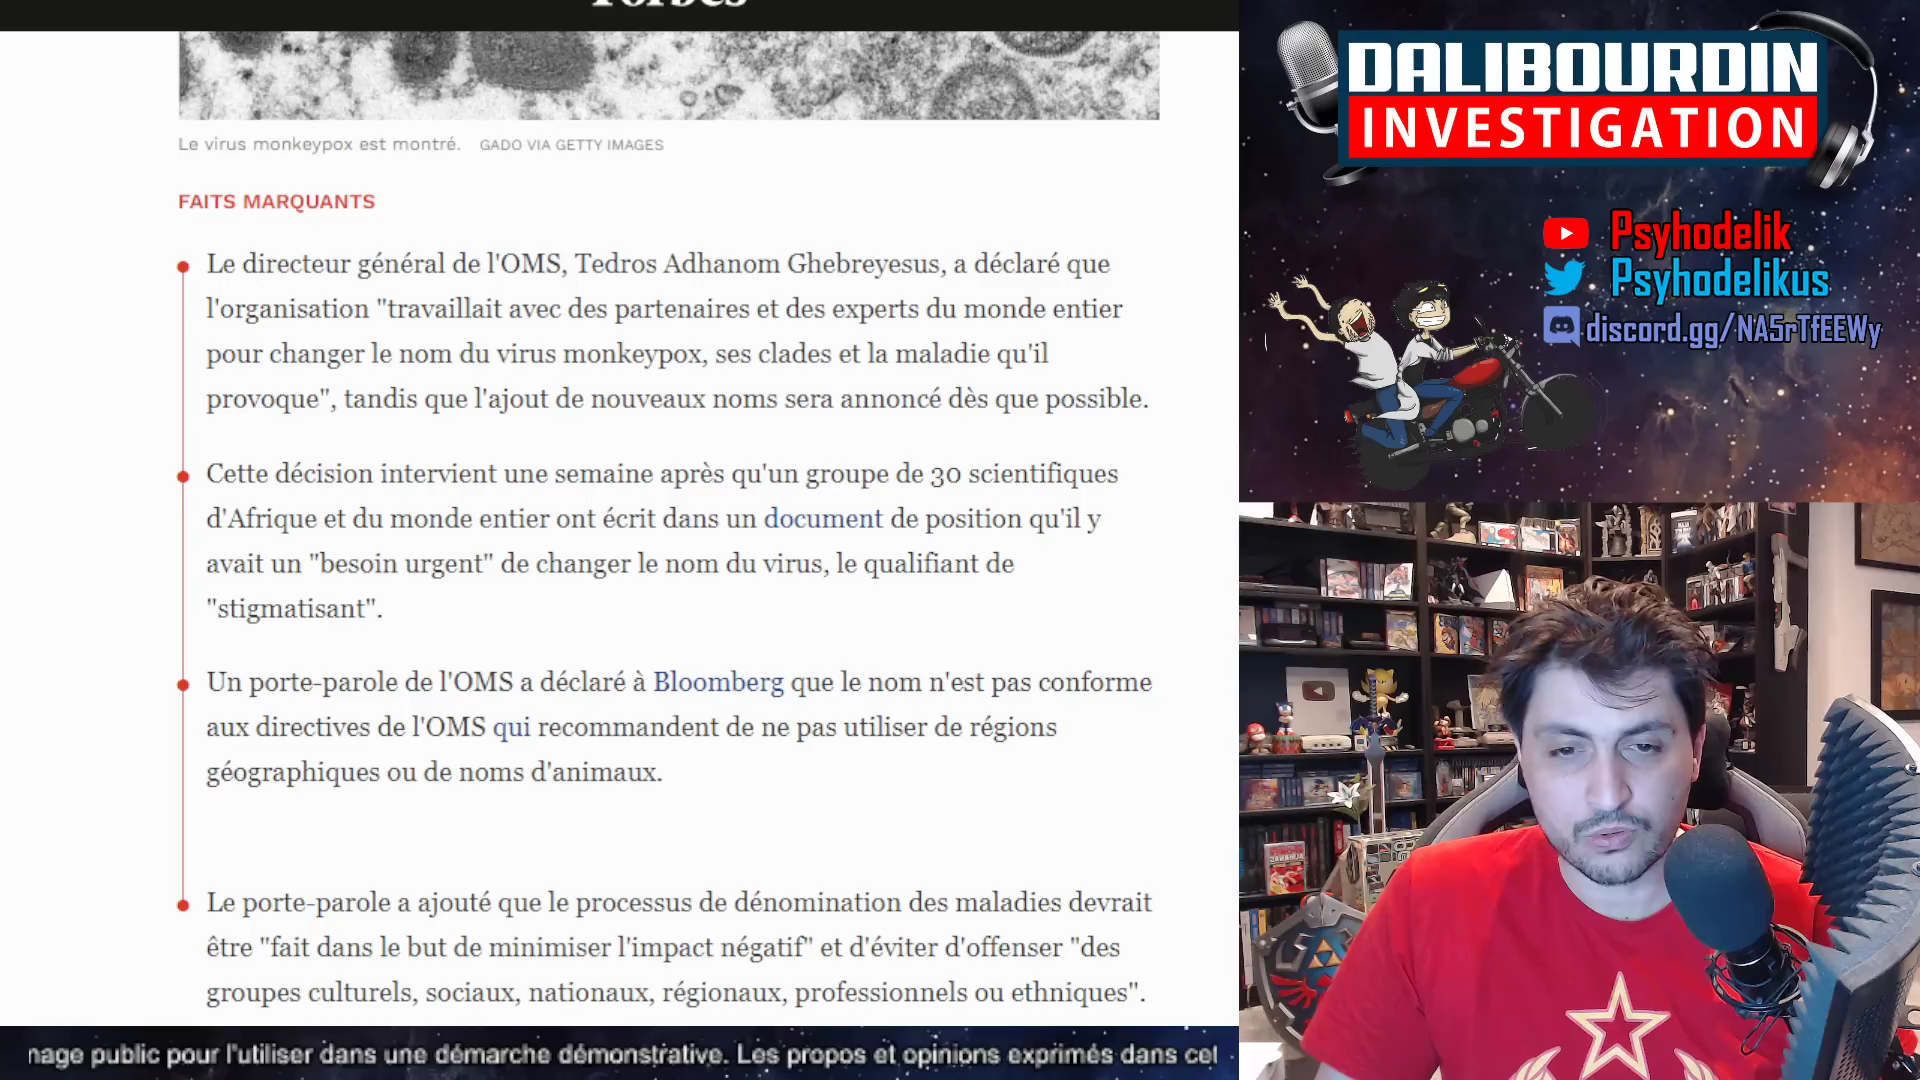 Forbes
Le virus monkeypox est montré. GADO VIA GETTY IMAGES
FAITS MARQUANTS
Le directeur général de l'OMS, Tedros Adhanom Ghebreyesus, a déclaré que
l'organisation "travaillait avec des partenaires et des experts du monde entier
pour changer le nom du virus monkeypox, ses clades et la maladie qu'il
provoque", tandis que l'ajout de nouveaux noms sera annoncé dès que possible.
Cette décision intervient une semaine après qu'un groupe de 30 scientifiques
d'Afrique et du monde entier ont écrit dans un document de position qu'il y
avait un "besoin urgent" de changer le nom du virus, le qualifiant de
"stigmatisant".
Un porte-parole de l'OMS a déclaré à Bloomberg que le nom n'est pas conforme
aux directives de l'OMS qui recommandent de ne pas utiliser de régions
géographiques ou de noms d'animaux.
Le porte-parole a ajouté que le processus de dénomination des maladies devrait
être "fait dans le but de minimiser l'impact négatif" et d'éviter d'offenser "des
groupes culturels, sociaux, nationaux, régionaux, professionnels ou ethniques".
nage public pour l'utiliser dans une démarche démonstrative. Les propos et opinions exprimés dans cet
DALIBOURDIN
INVESTIGATION
Psyhodelik
Psyhodelikus
discord.gg/NA5rTfEEWy